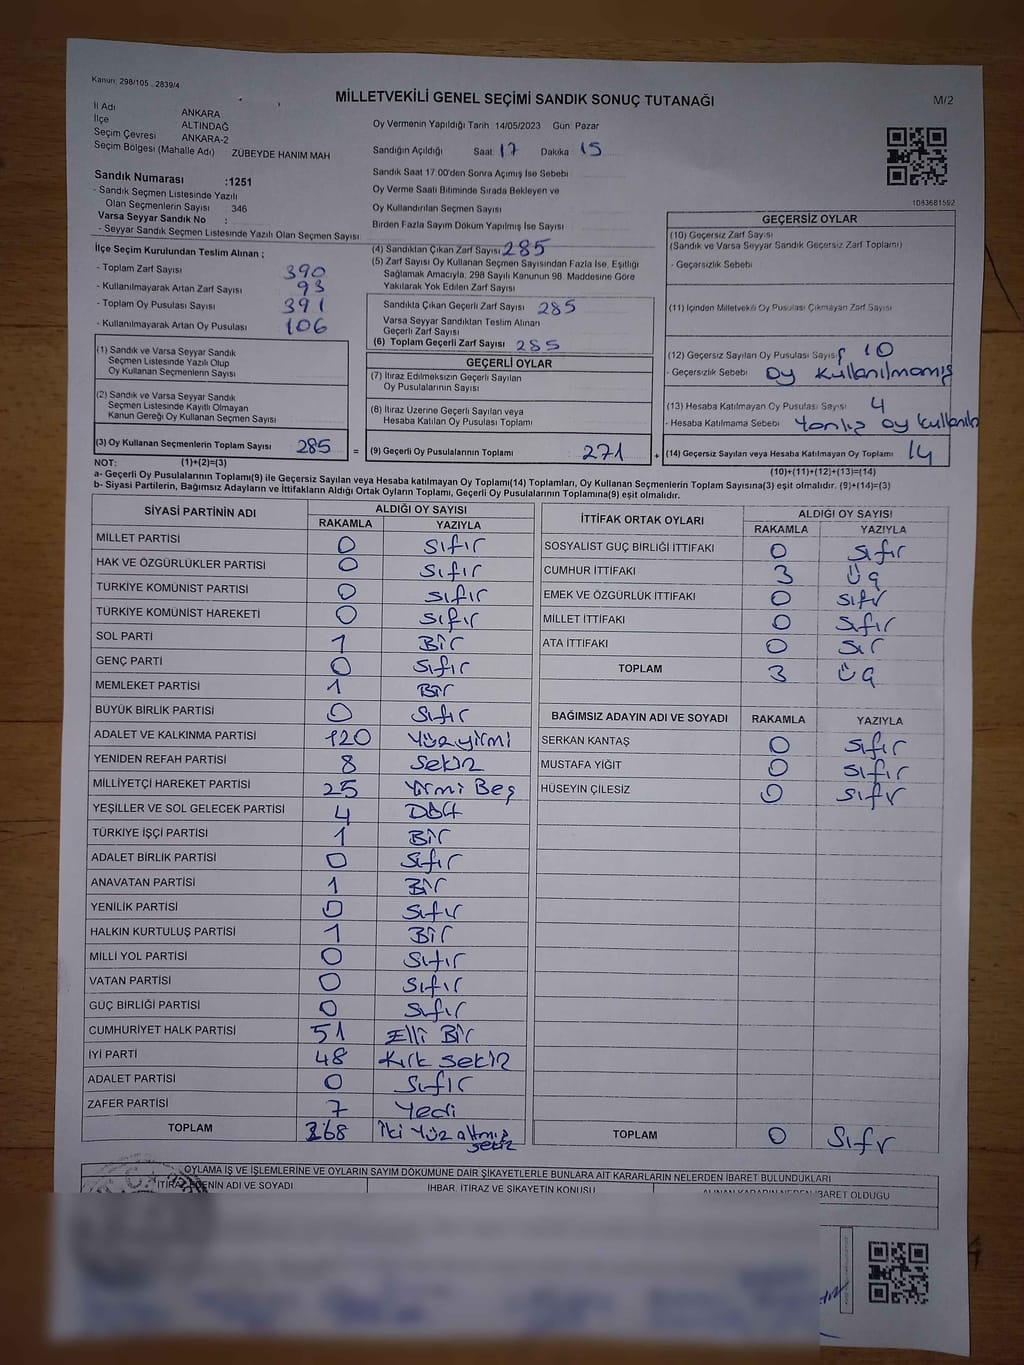 Kanun: 298/105 . 2839/4
MİLLETVEKİLİ GENEL SEÇİMİ SANDIK SONUÇ TUTANAĞI
M/2
İl Adı ANKARA
İlçe ALTINDAĞ
Seçim Çevresi ANKARA-2
Seçim Bölgesi (Mahalle Adı) : ZÜBEYDE HANIM MAH
Sandık Numarası :1251
- Sandık Seçmen Listesinde Yazılı
Olan Seçmenlerin Sayısı : 346
Varsa Seyyar Sandık No :
- Seyyar Sandık Seçmen Listesinde Yazılı Olan Seçmen Sayısı:
İlçe Seçim Kurulundan Teslim Alınan ;
- Toplam Zarf Sayısı 390
- Kullanılmayarak Artan Zarf Sayısı 93
- Toplam Oy Pusulası Sayısı 391
- Kullanılmayarak Artan Oy Pusulası 106
(1) Sandık ve Varsa Seyyar Sandık
Seçmen Listesinde Yazılı Olup
Oy Kullanan Seçmenlerin Sayısı
(2) Sandık ve Varsa Seyyar Sandık
Seçmen Listesinde Kayıtlı Olmayan
Kanun Gereği Oy Kullanan Seçmen Sayısı
(3) Oy Kullanan Seçmenlerin Toplam Sayısı 285 =
Oy Vermenin Yapıldığı Tarih 14/05/2023 Gün: Pazar
Sandığın Açıldığı Saat 17 Dakika 15
Sandık Saat 17.00'den Sonra Açılmış İse Sebebi
Oy Verme Saati Bitiminde Sırada Bekleyen ve
Oy Kullandırılan Seçmen Sayısı
Birden Fazla Sayım Döküm Yapılmış İse Sayısı
(4) Sandıktan Çıkan Zarf Sayısı 285
(5) Zarf Sayısı Oy Kullanan Seçmen Sayısından Fazla İse, Eşitliği
Sağlamak Amacıyla, 298 Sayılı Kanunun 98. Maddesine Göre
Yakılarak Yok Edilen Zarf Sayısı
Sandıkta Çıkan Geçerli Zarf Sayısı 285
Varsa Seyyar Sandıktan Teslim Alınan
Geçerli Zarf Sayısı
(6) Toplam Geçerli Zarf Sayısı 285
GEÇERLİ OYLAR
(7) İtiraz Edilmeksizin Geçerli Sayılan
Oy Pusulalarının Sayısı
(8) İtiraz Üzerine Geçerli Sayılan veya
Hesaba Katılan Oy Pusulası Toplamı
(9) Geçerli Oy Pusulalarının Toplamı 271 +
1083681592
GEÇERSİZ OYLAR
(10) Geçersiz Zarf Sayısı
(Sandık ve Varsa Seyyar Sandık Geçersiz Zarf Toplamı)
- Geçersizlik Sebebi
(11) İçinden Milletvekili Oy Pusulası Çıkmayan Zarf Sayısı
(12) Geçersiz Sayılan Oy Pusulası Sayısı 10
- Geçersizlik Sebebi Oy kullanılmamış
(13) Hesaba Katılmayan Oy Pusulası Sayısı 4
- Hesaba Katılmama Sebebi oy
(14) Geçersiz Sayılan veya Hesaba Katılmayan Oy Toplamı 14
NOT: (1)+(2)=(3)
(10)+(11)+(12)+(13)=(14)
a- Geçerli Oy Pusulalarının Toplamı(9) ile Geçersiz Sayılan veya Hesaba katılmayan Oy Toplamı(14) Toplamları, Oy Kullanan Seçmenlerin Toplam Sayısına(3) eşit olmalıdır. (9)+(14)=(3)
b- Siyasi Partilerin, Bağımsız Adayların ve İttifakların Aldığı Ortak Oyların Toplamı, Geçerli Oy Pusulalarının Toplamına(9) eşit olmalıdır.
SİYASİ PARTİNİN ADI ALDIĞI OY SAYISI
RAKAMLA YAZIYLA
MİLLET PARTİSİ 0 Sıfır
HAK VE ÖZGÜRLÜKLER PARTİSİ 0 Sıfır
TÜRKİYE KOMÜNİST PARTİSİ 0 Sıfır
TÜRKİYE KOMÜNİST HAREKETİ 0 Sıfır
SOL PARTİ 1 Bir
GENÇ PARTİ 0 Sıfır
MEMLEKET PARTİSİ 1 Bir
BÜYÜK BİRLİK PARTİSİ 0 Sıfır
ADALET VE KALKINMA PARTİSİ 120 Yüzyirmi
YENİDEN REFAH PARTİSİ 8 Sekiz
MİLLİYETÇİ HAREKET PARTİSİ 25 Yirmi Beş
YEŞİLLER VE SOL GELECEK PARTİSİ 4 Dört
TÜRKİYE İŞÇİ PARTİSİ 1 Bir
ADALET BİRLİK PARTİSİ 0 Sıfır
ANAVATAN PARTİSİ 1 Bir
YENİLİK PARTİSİ 0 Sıfır
HALKIN KURTULUŞ PARTİSİ 1 Bir
MİLLİ YOL PARTİSİ 0 Sıfır
VATAN PARTİSİ 0 Sıfır
GÜÇ BİRLİĞİ PARTİSİ 0 Sıfır
CUMHURİYET HALK PARTİSİ 51 Elli Bir
İYİ PARTİ 48 Kırk Sekiz
ADALET PARTİSİ 0 Sıfır
ZAFER PARTİSİ 7 Yedi
TOPLAM 268 İki Yüz altmış
sekiz
İTTİFAK ORTAK OYLARI ALDIĞI OY SAYISI
RAKAMLA YAZIYLA
SOSYALİST GÜÇ BİRLİĞİ İTTİFAKI 0 Sıfır
CUMHUR İTTİFAKI 3 Üç
EMEK VE ÖZGÜRLÜK İTTİFAKI 0 Sıfır
MİLLET İTTİFAKI 0 Sıfır
ATA İTTİFAKI 0
TOPLAM 3 Üç
BAĞIMSIZ ADAYIN ADI VE SOYADI RAKAMLA YAZIYLA
SERKAN KANTAŞ 0 Sıfır
MUSTAFA YİĞİT 0 Sıfır
HÜSEYİN ÇİLESİZ 0 Sıfır
TOPLAM 0 Sıfır
OYLAMA İŞ VE İŞLEMLERİNE VE OYLARIN SAYIM DÖKÜMÜNE DAİR ŞİKAYETLERLE BUNLARA AİT KARARLARIN NELERDEN İBARET BULUNDUKLARI
İTİRAZ EDENİN ADI VE SOYADI İHBAR, İTİRAZ VE ŞİKAYETİN KONUSU ALINAN KARARIN NEDEN İBARET OLDUĞU